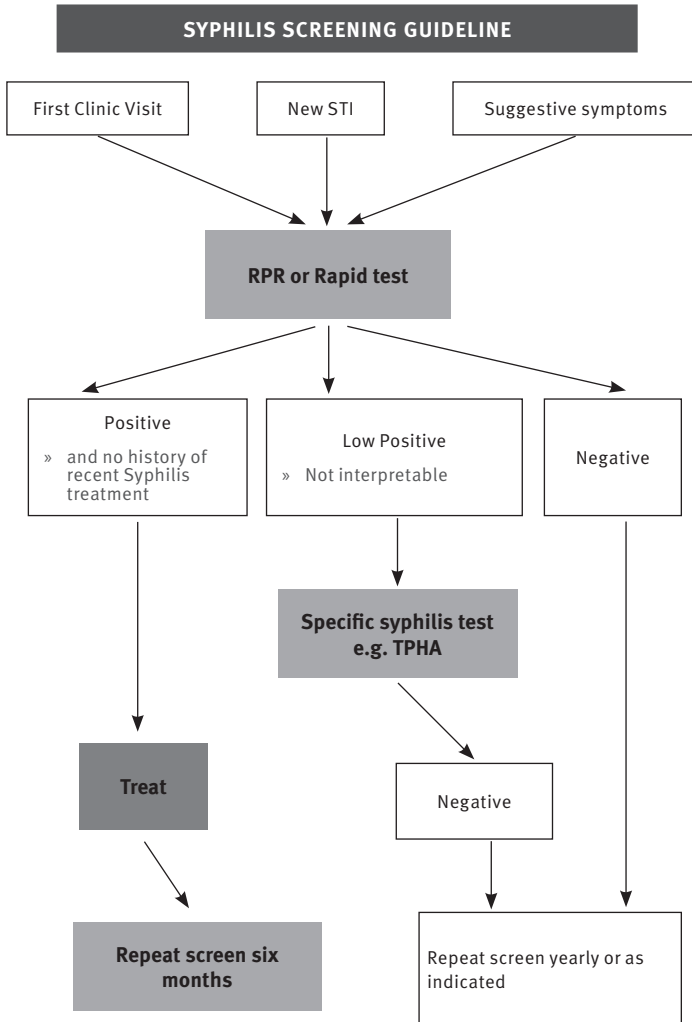 SYPHILIS SCREENING GUIDELINE
First Clinic Visit
New STI
Suggestive symptoms
RPR or Rapid test
Positive
» and no history of
recent Syphilis
treatment
Low Positive
» Not interpretable
Negative
Specific syphilis test
e.g. TPHA
Treat
Negative
Repeat screen six
months
Repeat screen yearly or as
indicated